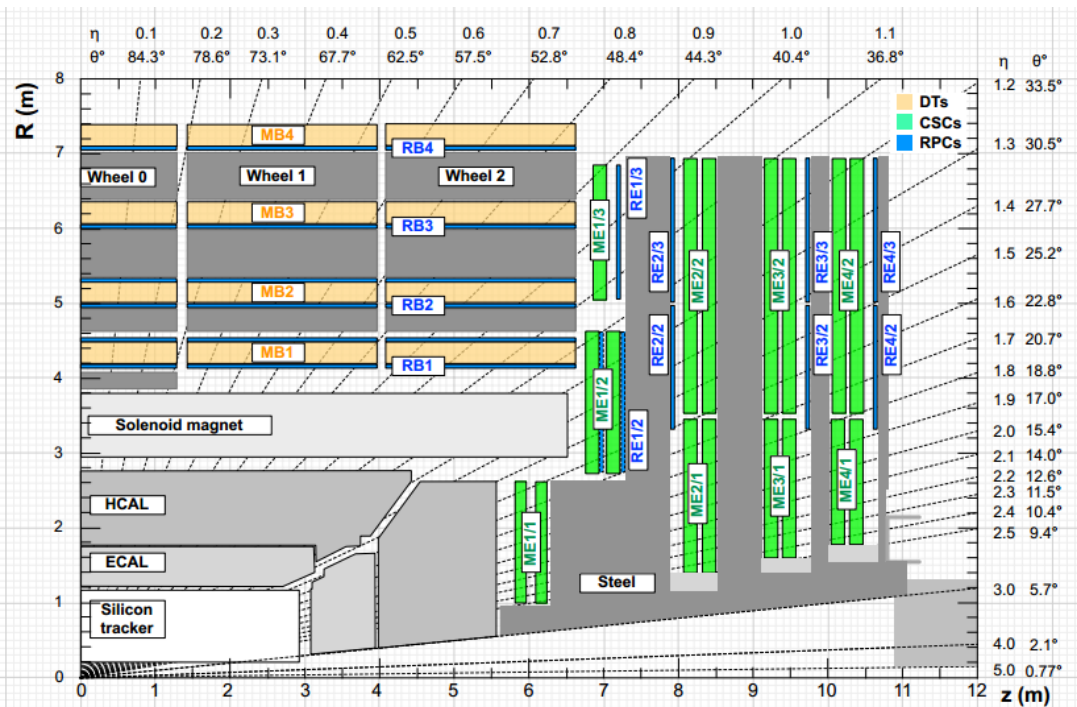 η 0.1 0.2 0.3 0.4 0.5 0.6 0.7 0.8 0.9 1.0 1.1
θ° 84.3° 78.6° 73.1° 67.7° 62.5° 57.5° 52.8° 48.4° 44.3° 40.4° 36.8°
η θ°
R (m)
8
7
6
5
4
3
2
1
0
1.2 33.5°
1.3 30.5°
1.4 27.7°
1.5 25.2°
1.6 22.8°
1.7 20.7°
1.8 18.8°
1.9 17.0°
2.0 15.4°
2.1 14.0°
2.2 12.6°
2.3 11.5°
2.4 10.4°
2.5 9.4°
3.0 5.7°
4.0 2.1°
5.0 0.77°
DTs
CSCs
RPCs
MB4
RB4
Wheel 0
Wheel 1
Wheel 2
MB3
RB3
MB2
RB2
MB1
RB1
Solenoid magnet
HCAL
ECAL
Silicon
tracker
Steel
ME1/3
RE1/3
ME1/2
RE1/2
ME1/1
RE2/3
RE2/2
ME2/2
ME2/1
ME3/2
ME3/1
RE3/3
RE3/2
ME4/2
ME4/1
RE4/3
RE4/2
0 1 2 3 4 5 6 7 8 9 10 11 12
z (m)